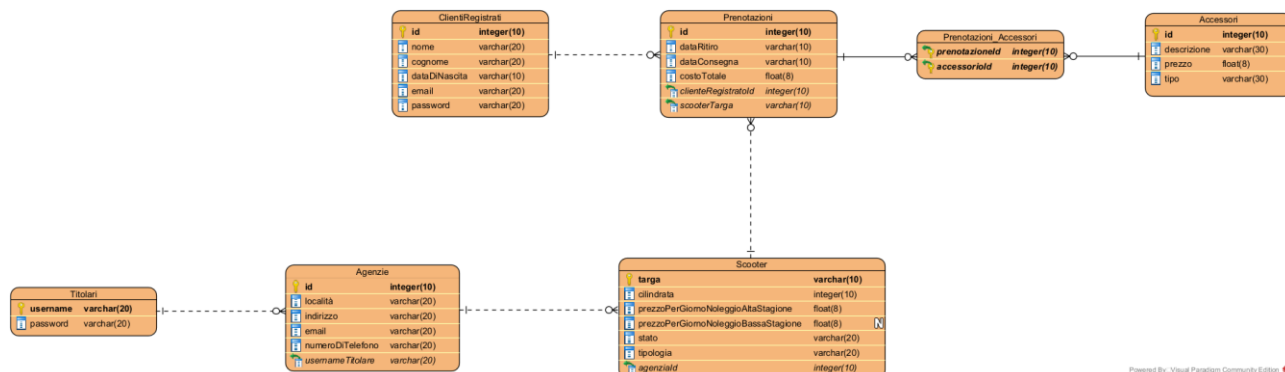 ClientiRegistrati
id integer(10)
nome varchar(20)
cognome varchar(20)
dataDiNascita varchar(10)
email varchar(20)
password varchar(20)
Prenotazioni
id integer(10)
dataRitiro varchar(10)
dataConsegna varchar(10)
costoTotale float(8)
clienteRegistratoId integer(10)
scooterTarga varchar(10)
Prenotazioni_Accessori
prenotazioneId integer(10)
accessorioId integer(10)
Accessori
id integer(10)
descrizione varchar(30)
prezzo float(8)
tipo varchar(30)
Titolari
username varchar(20)
password varchar(20)
Agenzie
id integer(10)
località varchar(20)
indirizzo varchar(20)
email varchar(20)
numeroDiTelefono varchar(20)
usernameTitolare varchar(20)
Scooter
targa varchar(10)
cilindrata integer(10)
prezzoPerGiornoNoleggioAltaStagione float(8)
prezzoPerGiornoNoleggioBassaStagione float(8) N
stato varchar(20)
tipologia varchar(20)
agenziaId integer(10)
Powered By: Visual Paradigm Community Edition